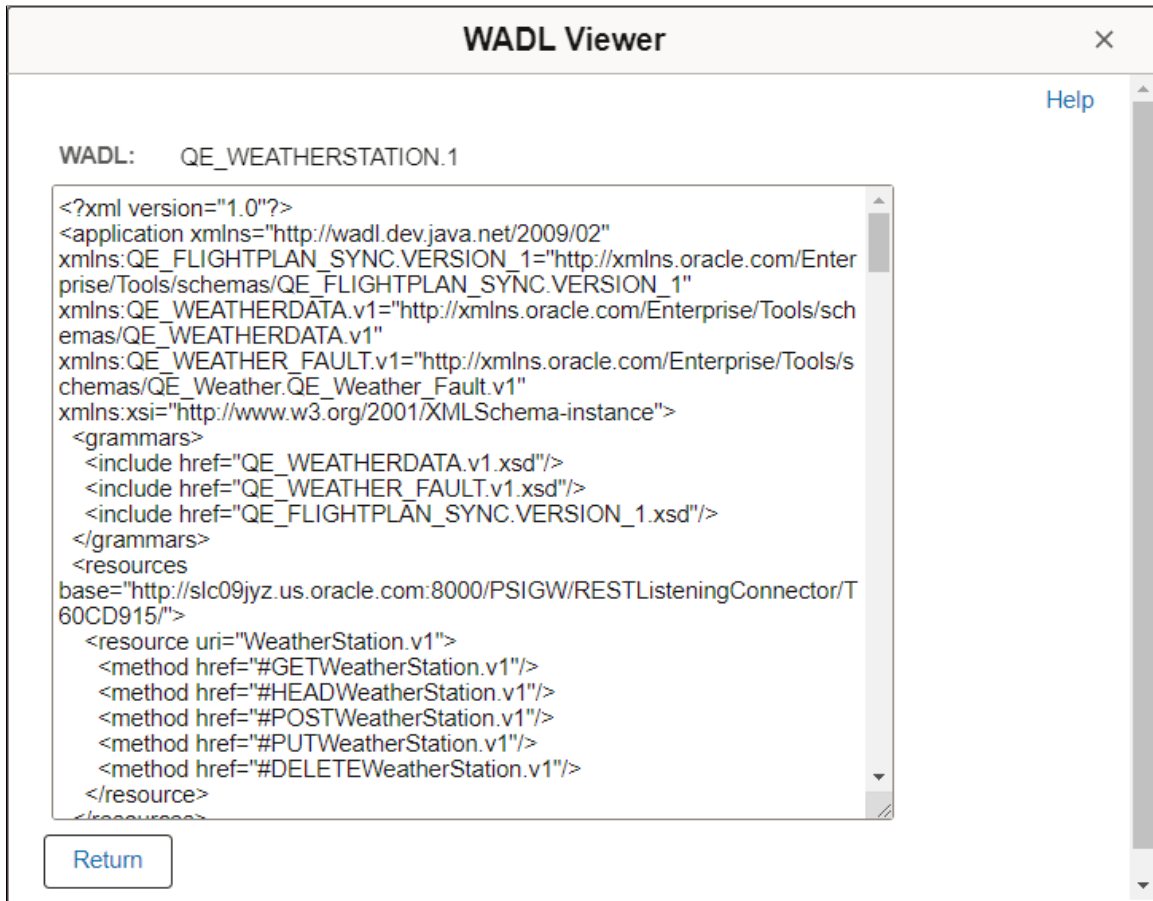 WADL Viewer ×
Help
WADL: QE_WEATHERSTATION.1
<?xml version="1.0"?>
<application xmlns="http://wadl.dev.java.net/2009/02"
xmlns:QE_FLIGHTPLAN_SYNC.VERSION_1="http://xmlns.oracle.com/Enter
prise/Tools/schemas/QE_FLIGHTPLAN_SYNC.VERSION_1"
xmlns:QE_WEATHERDATA.v1="http://xmlns.oracle.com/Enterprise/Tools/sch
emas/QE_WEATHERDATA.v1"
xmlns:QE_WEATHER_FAULT.v1="http://xmlns.oracle.com/Enterprise/Tools/s
chemas/QE_Weather.QE_Weather_Fault.v1"
xmlns:xsi="http://www.w3.org/2001/XMLSchema-instance">
<grammars>
<include href="QE_WEATHERDATA.v1.xsd"/>
<include href="QE_WEATHER_FAULT.v1.xsd"/>
<include href="QE_FLIGHTPLAN_SYNC.VERSION_1.xsd"/>
</grammars>
<resources
base="http://slc09jyz.us.oracle.com:8000/PSIGW/RESTListeningConnector/T
60CD915/">
<resource uri="WeatherStation.v1">
<method href="#GETWeatherStation.v1"/>
<method href="#HEADWeatherStation.v1"/>
<method href="#POSTWeatherStation.v1"/>
<method href="#PUTWeatherStation.v1"/>
<method href="#DELETEWeatherStation.v1"/>
</resource>
</resources>
Return